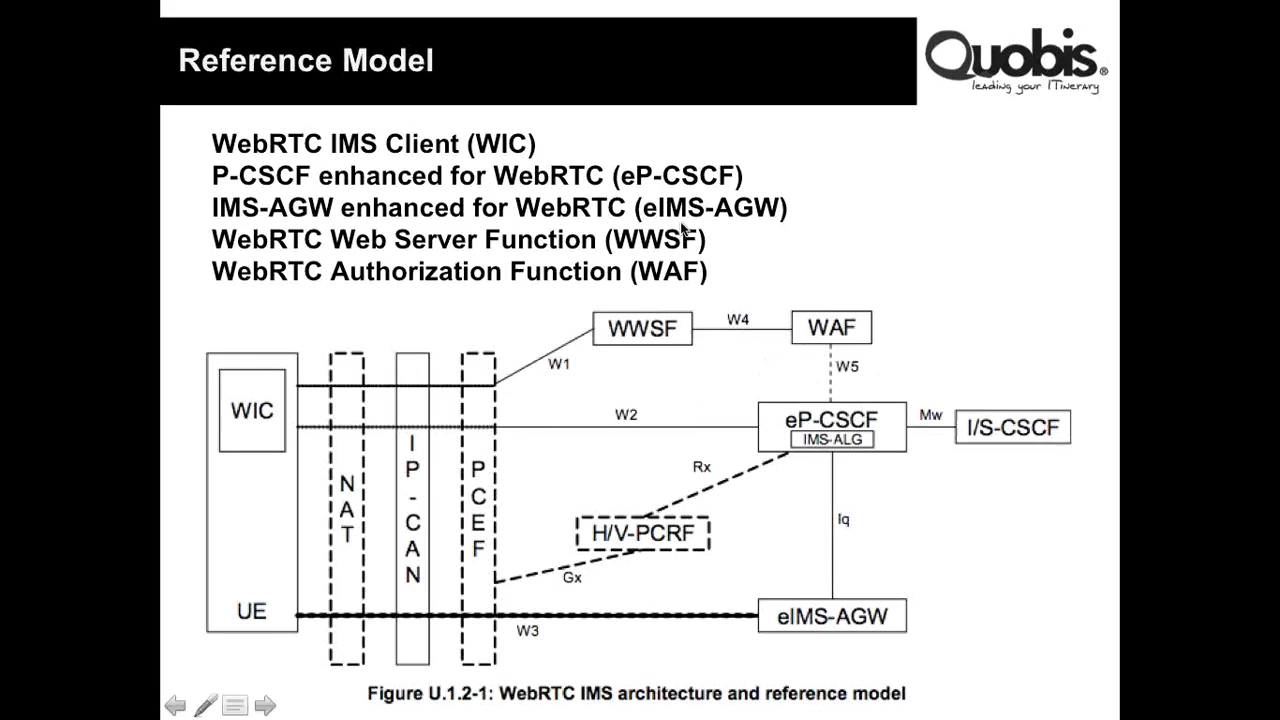 Reference Model
Quobis®
leading your ITinerary
WebRTC IMS Client (WIC)
P-CSCF enhanced for WebRTC (eP-CSCF)
IMS-AGW enhanced for WebRTC (eIMS-AGW)
WebRTC Web Server Function (WWSF)
WebRTC Authorization Function (WAF)
WWSF
W4
WAF
W1
W5
WIC
W2
eP-CSCF
IMS-ALG
Mw
I/S-CSCF
NAT
IP-CAN
PCEF
Rx
H/V-PCRF
Iq
Gx
UE
W3
eIMS-AGW
Figure U.1.2-1: WebRTC IMS architecture and reference model